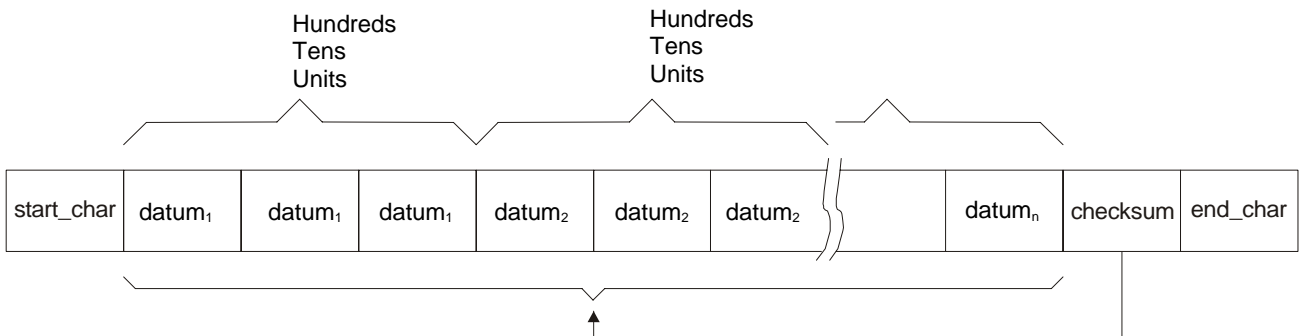 Hundreds
Tens
Units
Hundreds
Tens
Units
start_char datum₁ datum₁ datum₁ datum₂ datum₂ datum₂ datumₙ checksum end_char